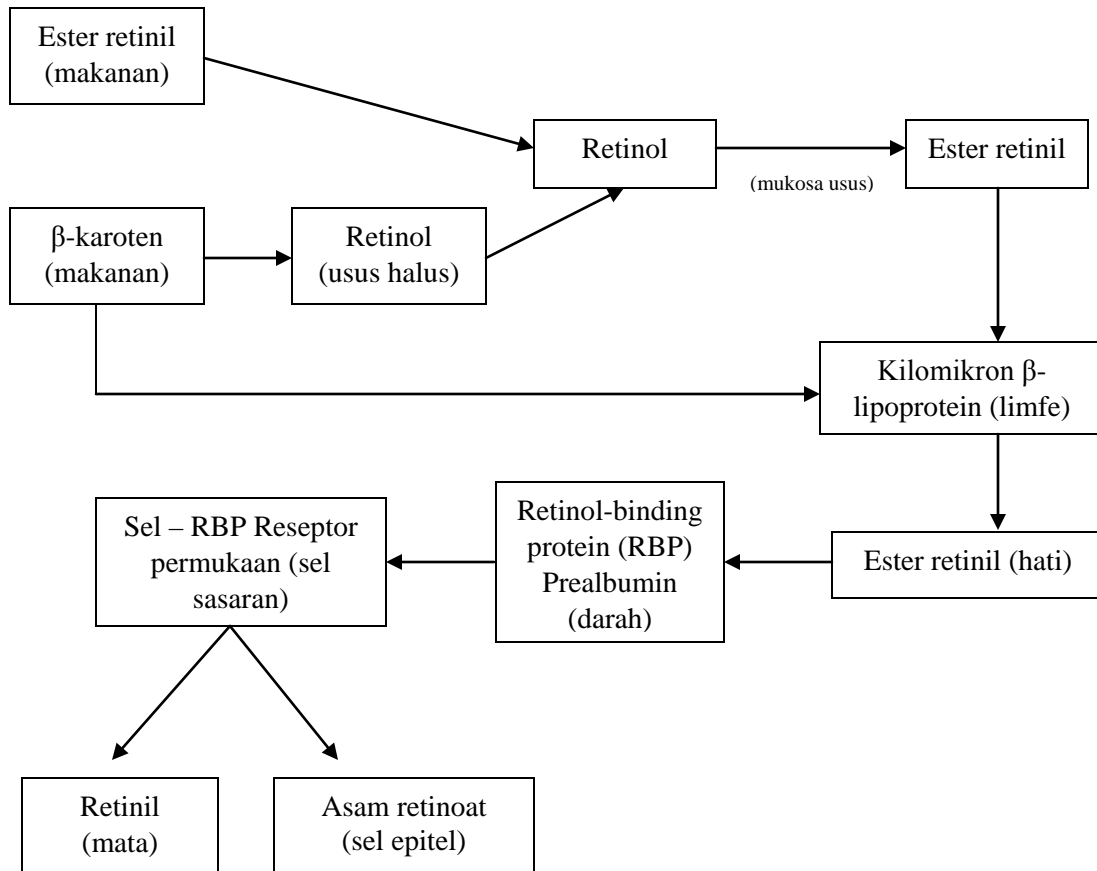 Ester retinil
(makanan)
Retinol
Ester retinil
(mukosa usus)
β-karoten
(makanan)
Retinol
(usus halus)
Kilomikron β-
lipoprotein (limfe)
Sel – RBP Reseptor
permukaan (sel
sasaran)
Retinol-binding
protein (RBP)
Prealbumin
(darah)
Ester retinil (hati)
Retinil
(mata)
Asam retinoat
(sel epitel)